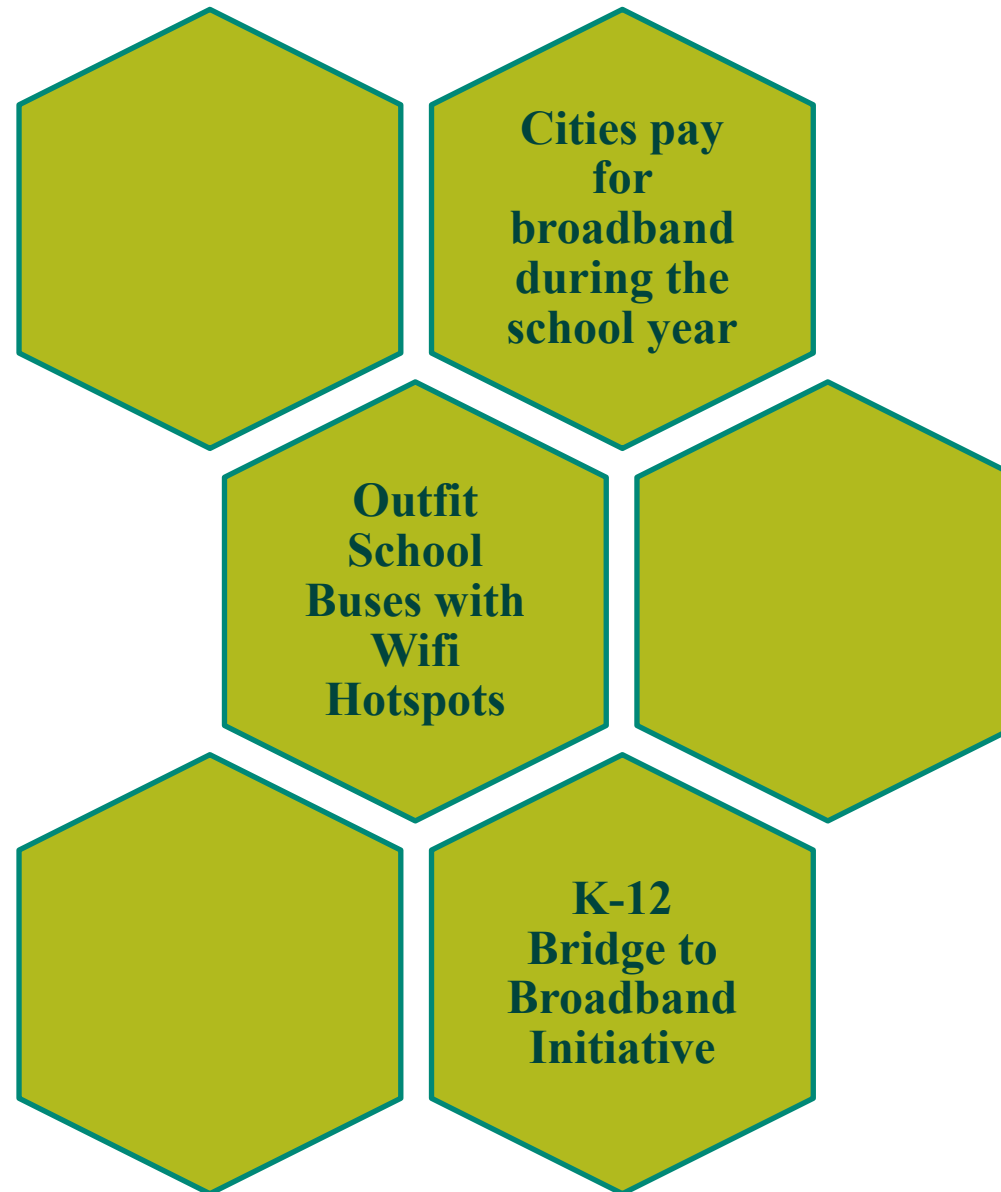 Cities pay
for
broadband
during the
school year
Outfit
School
Buses with
Wifi
Hotspots
K-12
Bridge to
Broadband
Initiative